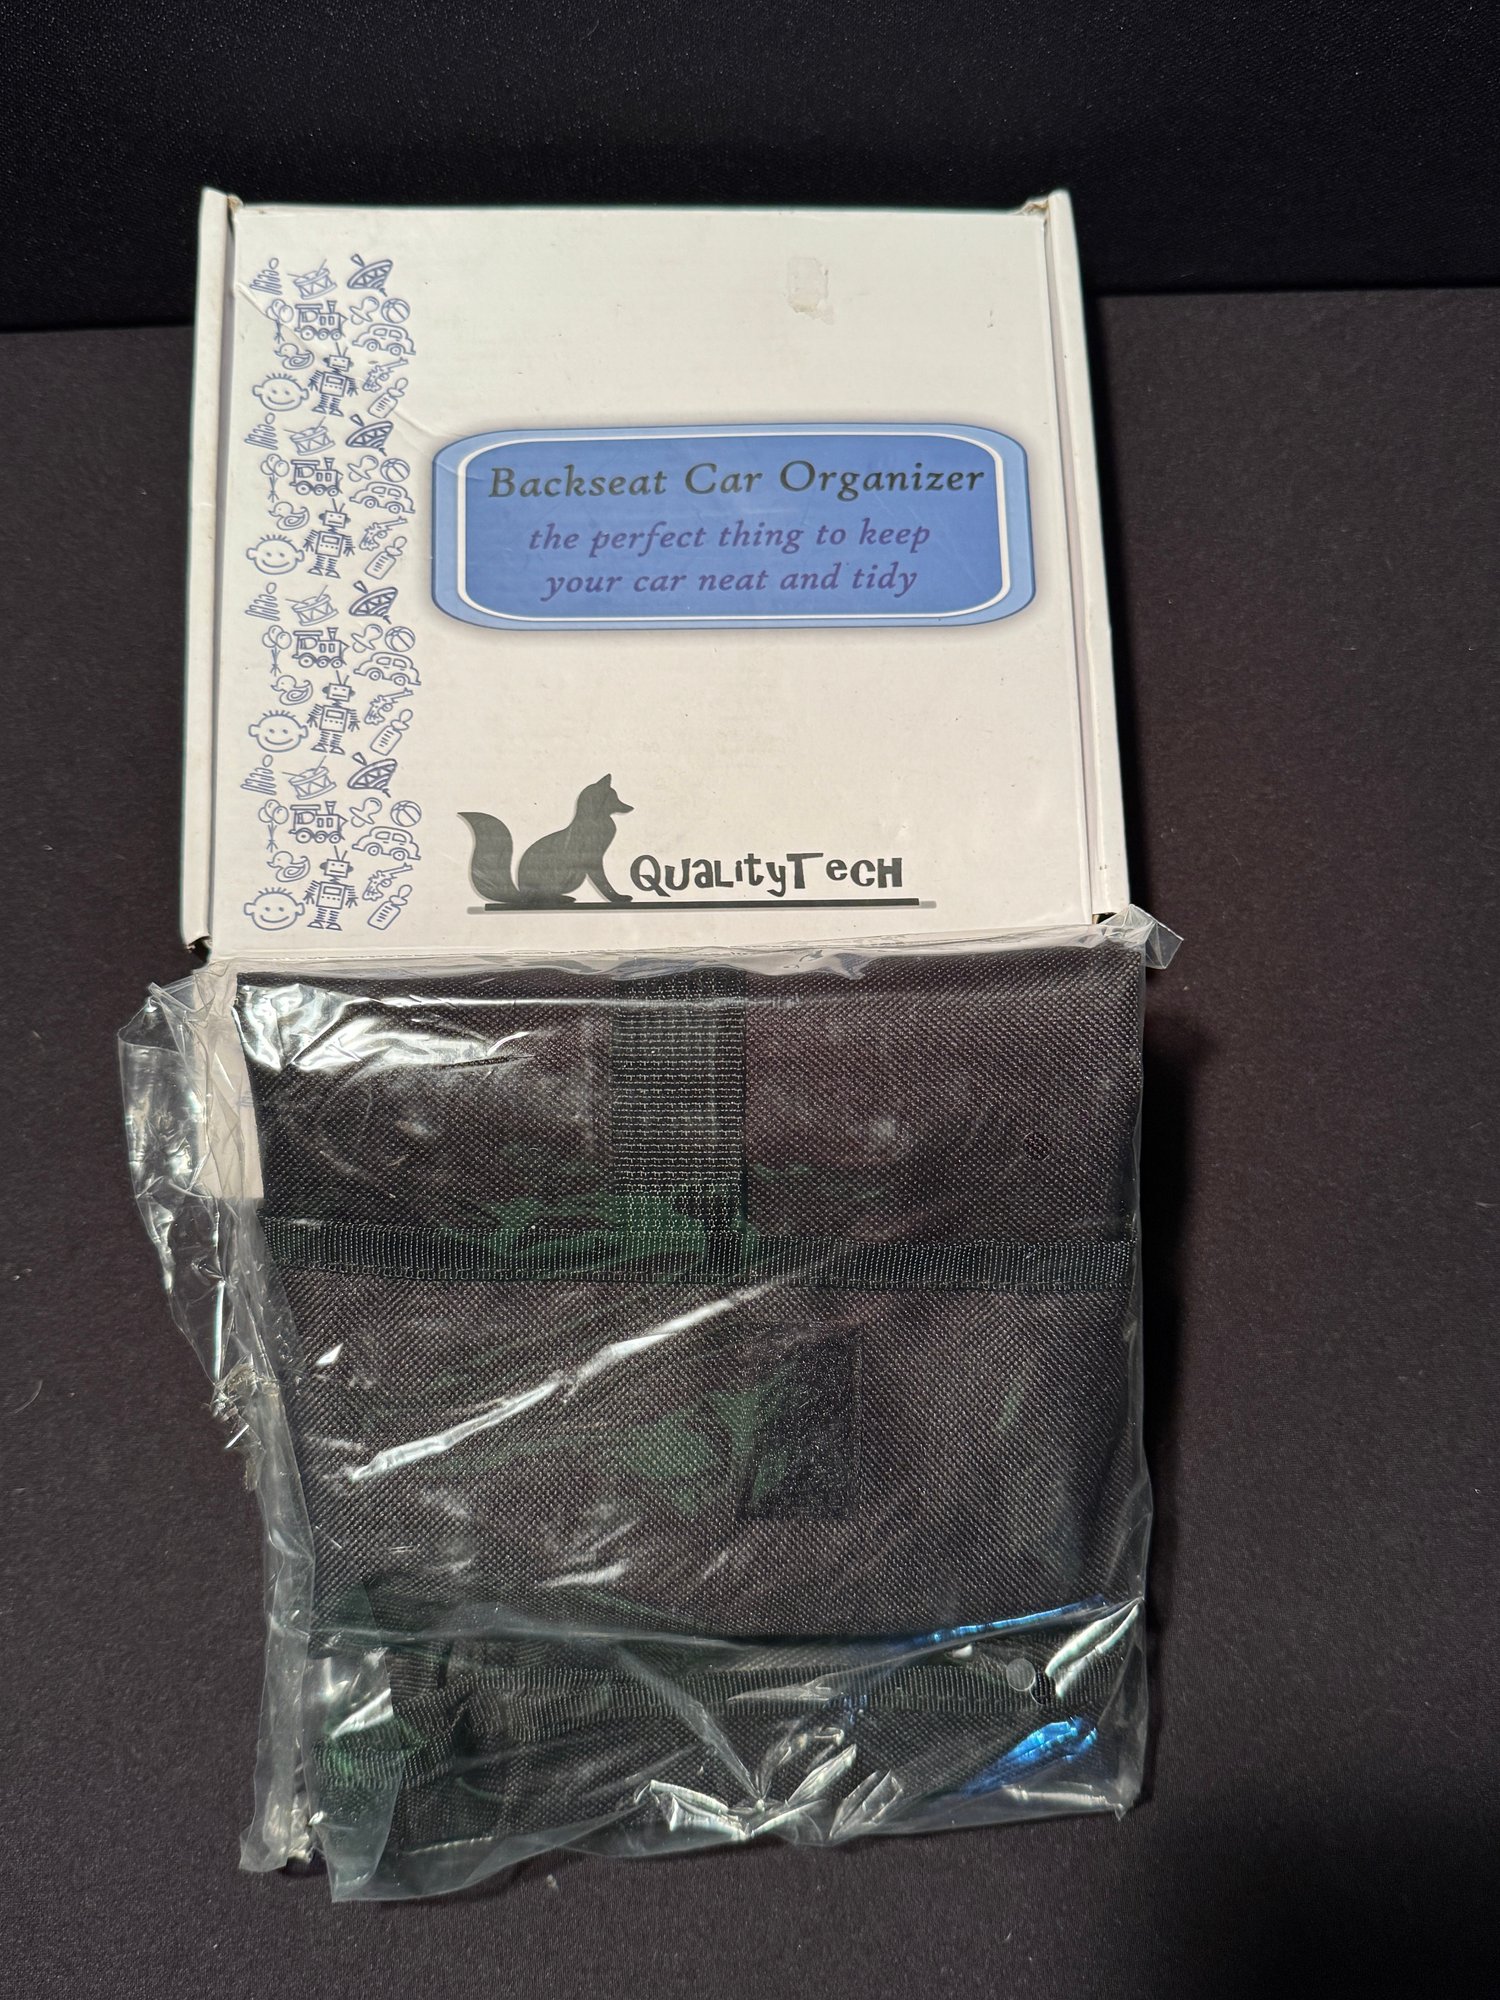 Backseat Car Organizer
the perfect thing to keep
your car neat and tidy
QUaLityTecH